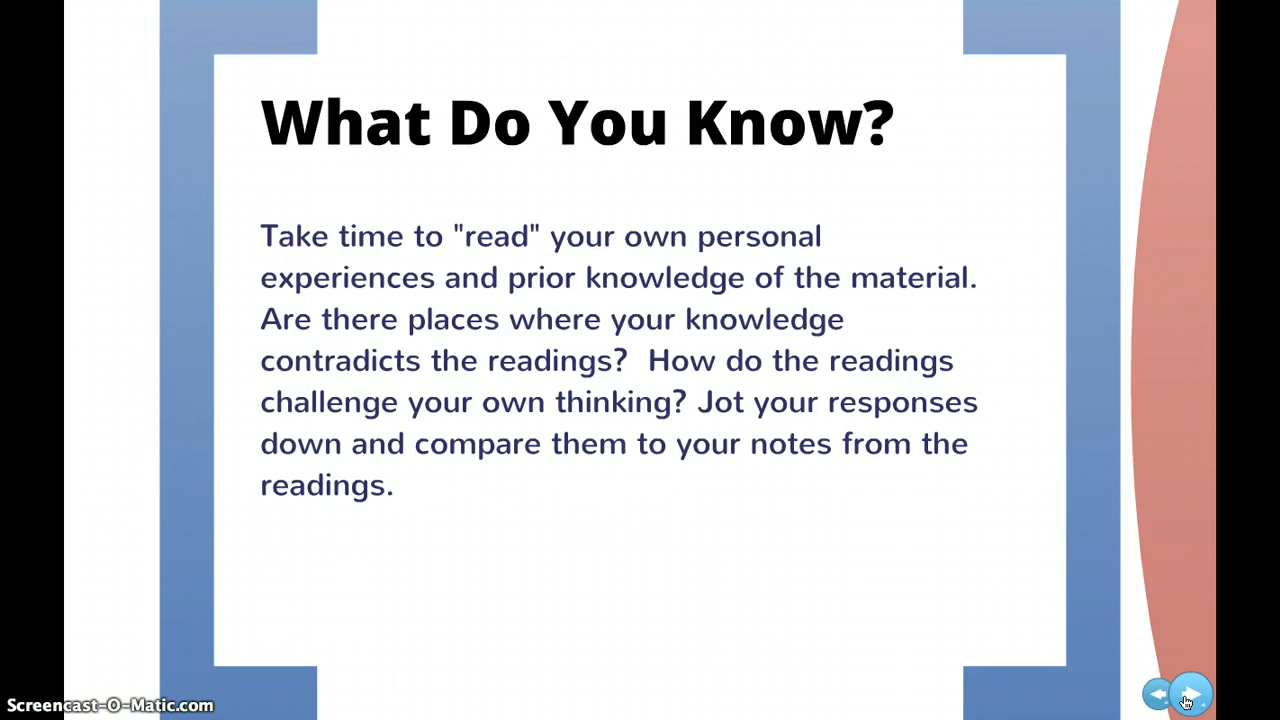 What Do You Know?
Take time to "read" your own personal
experiences and prior knowledge of the material.
Are there places where your knowledge
contradicts the readings?  How do the readings
challenge your own thinking? Jot your responses
down and compare them to your notes from the
readings.
Screencast-O-Matic.com